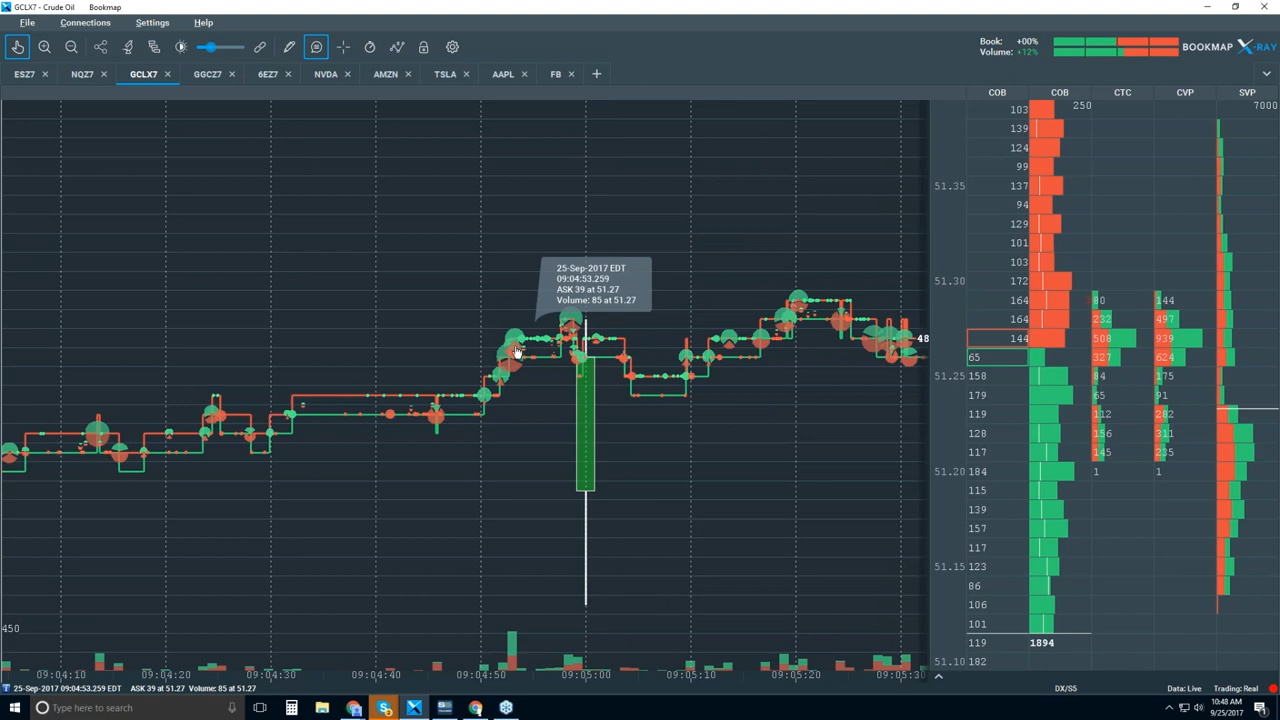 GCLX7 - Crude Oil Bookmap
File Connections Settings Help
Book: +00%
Volume: +12%
BOOKMAP X-RAY
ESZ7 NQZ7 GCLX7 GGCZ7 6EZ7 NVDA AMZN TSLA AAPL FB
COB COB CTC CVP SVP
250 7000
103
139
124
99
137 51.35
94
129
101
103
172 51.30
164 80 144
164 232 497
144 508 939 48
65 327 624
158 51.25 84 175
179 65 91
119 112 282
128 156 311
117 145 235
184 51.20 1 1
115
139
157
117
123 51.15
86
106
101
119 1894
182 51.10
25-Sep-2017 EDT
09:04:53.259
ASK 39 at 51.27
Volume: 85 at 51.27
450
09:04:10 09:04:20 09:04:30 09:04:40 09:04:50 09:05:00 09:05:10 09:05:20 09:05:30
25-Sep-2017 09:04:53.259 EDT ASK 39 at 51.27 Volume: 85 at 51.27
DX/S5 Data: Live Trading: Real
Type here to search
10:48 AM
9/25/2017